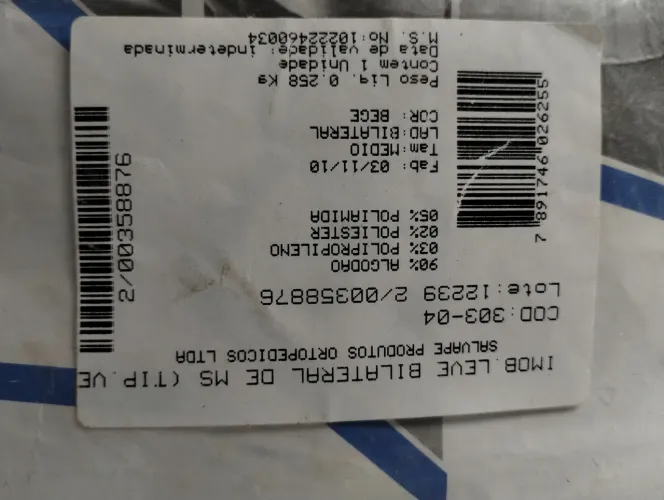 IMOB.LEVE BILATERAL DE MS (TIP.VE
SALVAPE PRODUTOS ORTOPEDICOS LTDA
COD:303-04
Lote:12239 2/00358876
90% ALGODAO
03% POLIPROPILENO
02% POLIESTER
05% POLIAMIDA
Fab: 03/11/10
Tam:MEDIO
LAD:BILATERAL
COR: BEGE
Peso Liq. 0.258 Kg
Contem 1 Unidade
Data de validade: indeterminada
M.S. No:10222460034
7 891746 026255
2/00358876